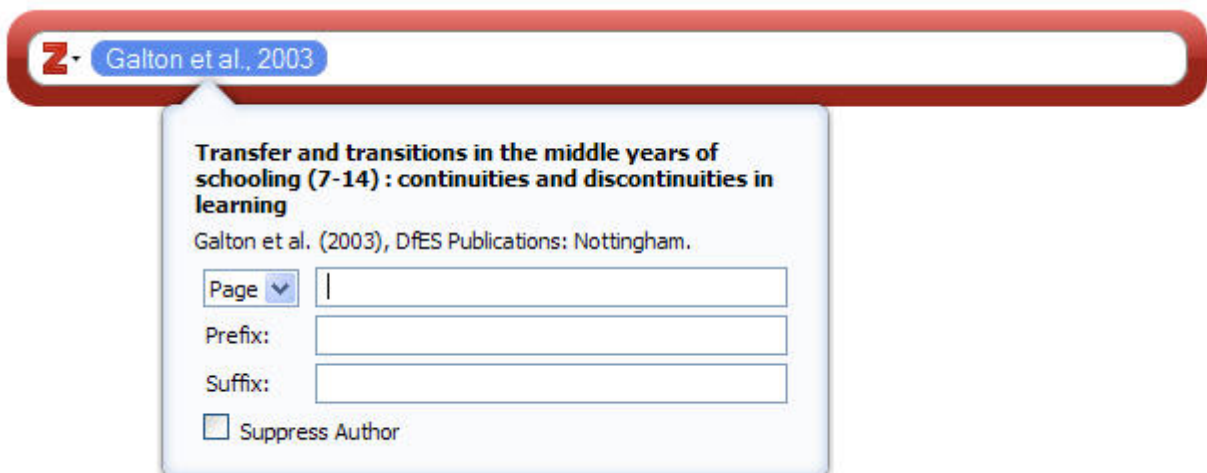 Z Galton et al., 2003
Transfer and transitions in the middle years of
schooling (7-14) : continuities and discontinuities in
learning
Galton et al. (2003), DfES Publications: Nottingham.
Page
Prefix:
Suffix:
Suppress Author